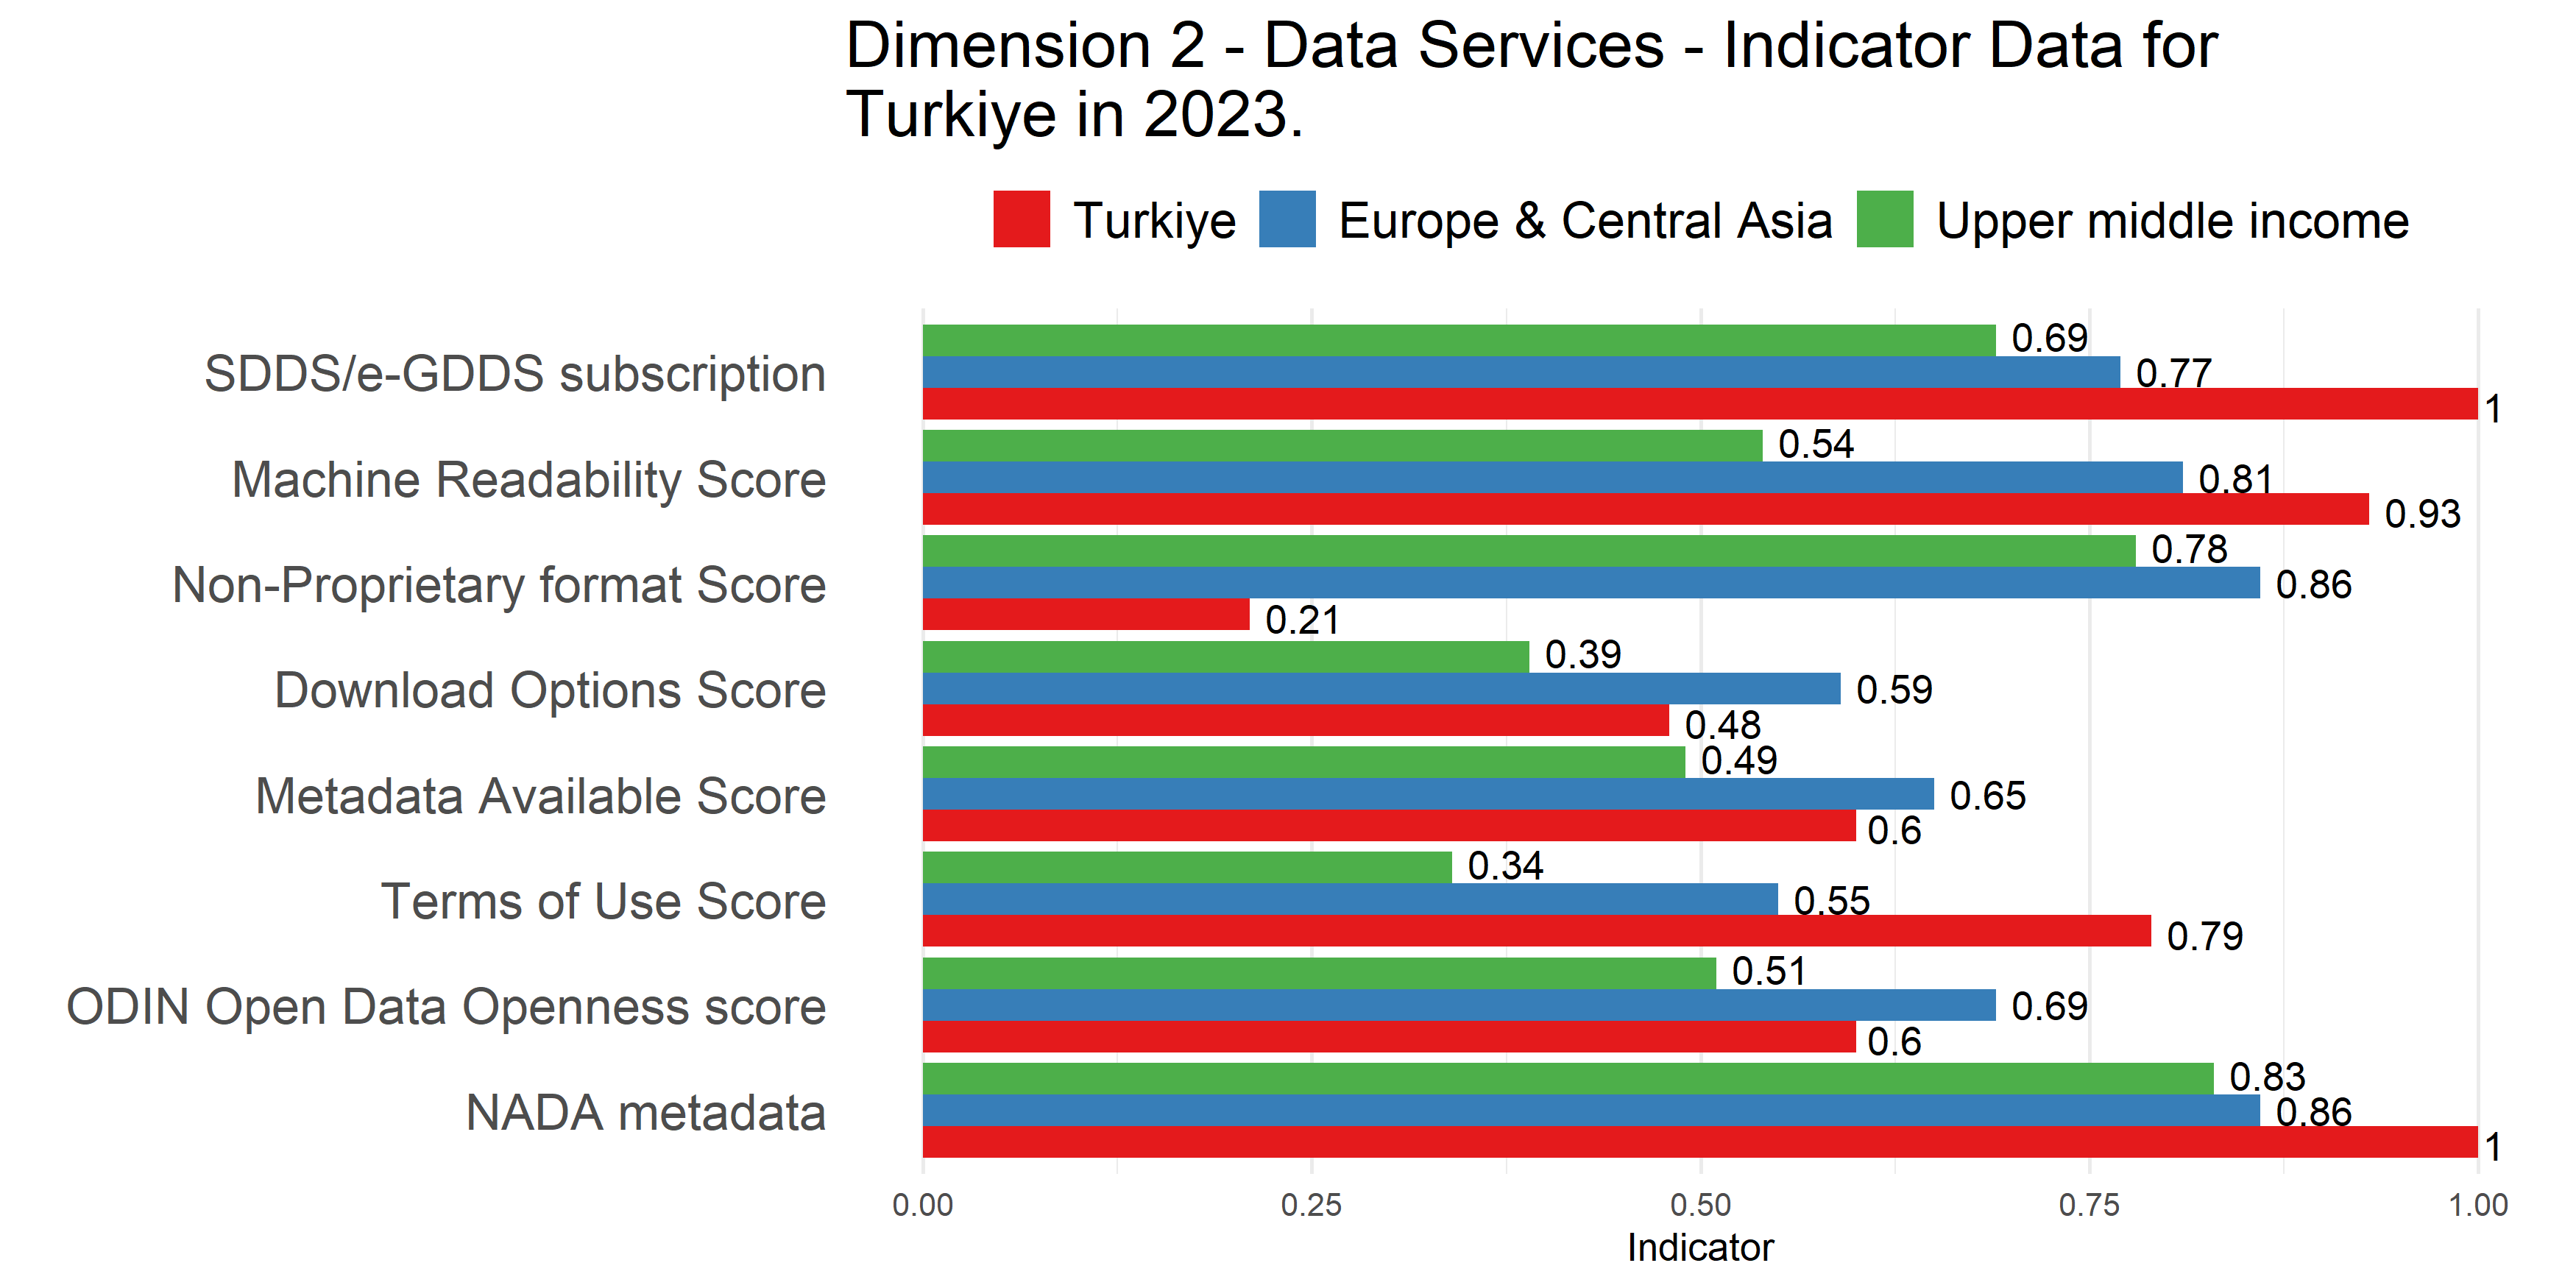 Dimension 2 - Data Services - Indicator Data for
Turkiye in 2023.
Turkiye Europe & Central Asia Upper middle income
SDDS/e-GDDS subscription
0.69
0.77
1
Machine Readability Score
0.54
0.81
0.93
Non-Proprietary format Score
0.78
0.86
0.21
Download Options Score
0.39
0.59
0.48
Metadata Available Score
0.49
0.65
0.6
Terms of Use Score
0.34
0.55
0.79
ODIN Open Data Openness score
0.51
0.69
0.6
NADA metadata
0.83
0.86
1
0.00 0.25 0.50 0.75 1.00
Indicator